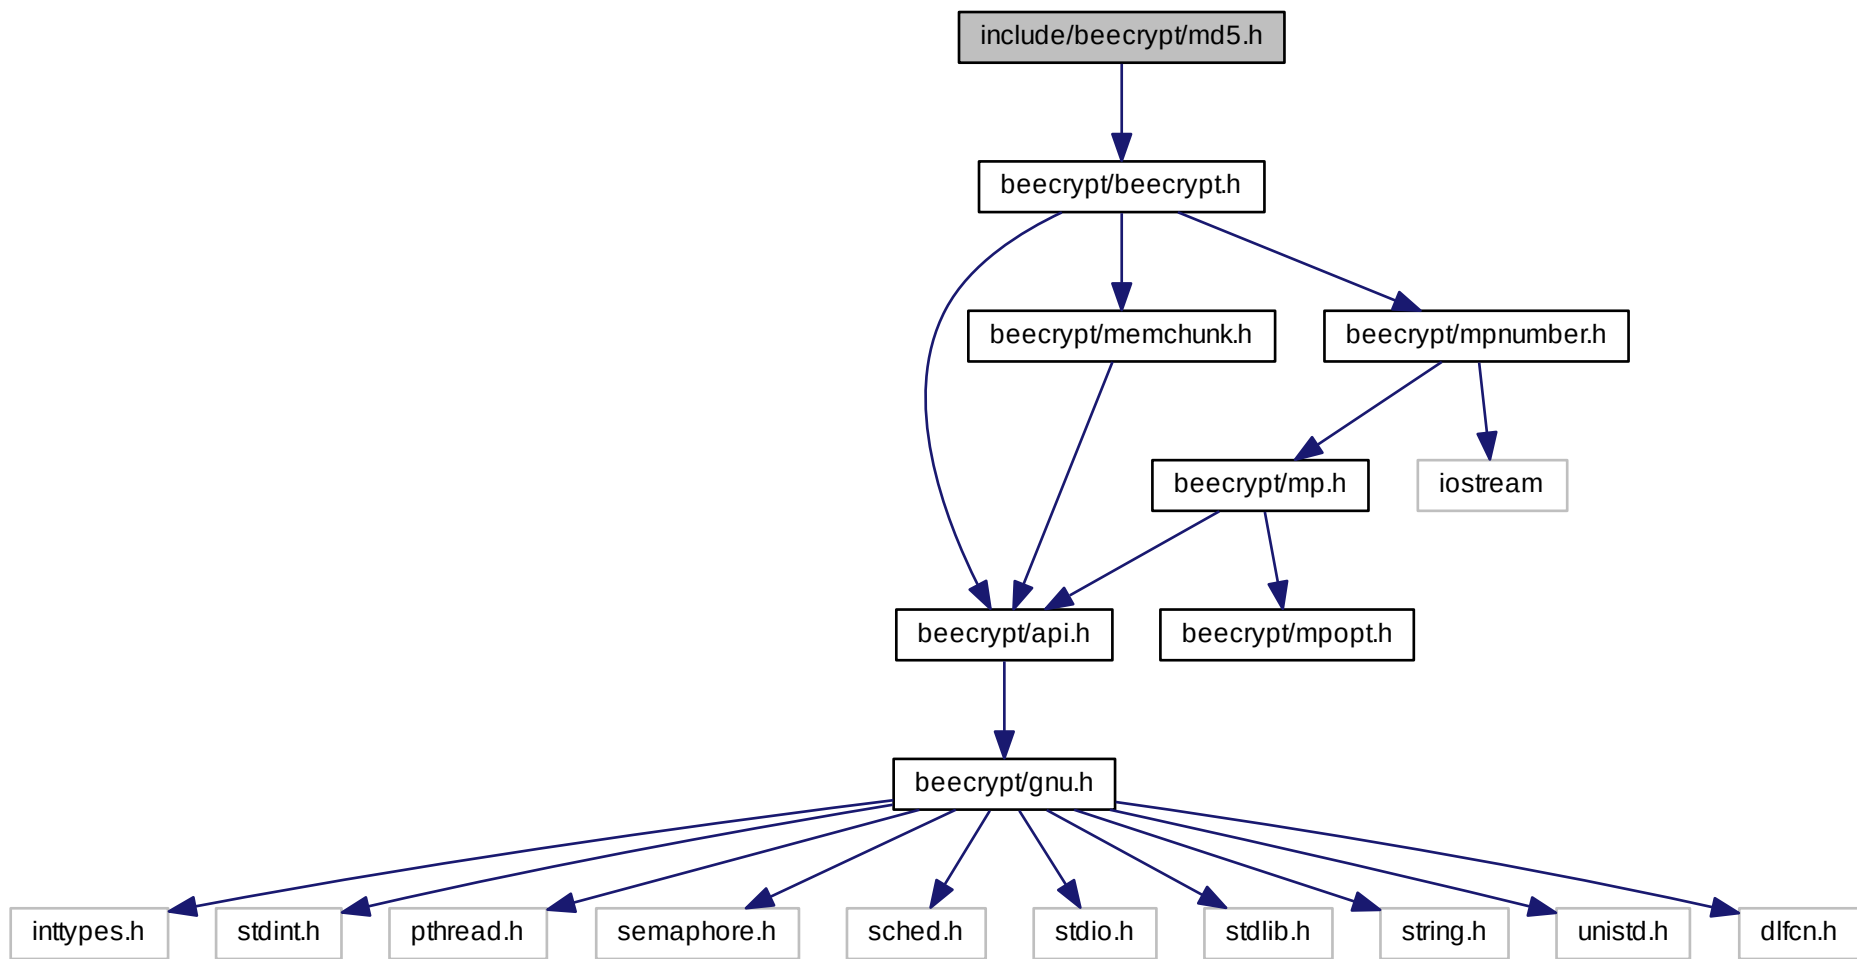 include/beecrypt/md5.h
beecrypt/beecrypt.h
beecrypt/memchunk.h
beecrypt/mpnumber.h
beecrypt/mp.h
iostream
beecrypt/api.h
beecrypt/mpopt.h
beecrypt/gnu.h
inttypes.h
stdint.h
pthread.h
semaphore.h
sched.h
stdio.h
stdlib.h
string.h
unistd.h
dlfcn.h